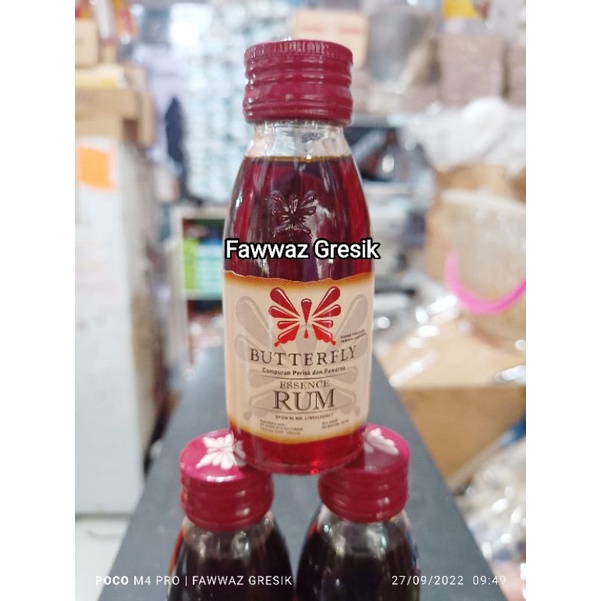 Fawwaz Gresik
BUTTERFLY
Campuran Perisa dan Pewarna
ESSENCE
RUM
POCO M4 PRO | FAWWAZ GRESIK
27/09/2022 09:49